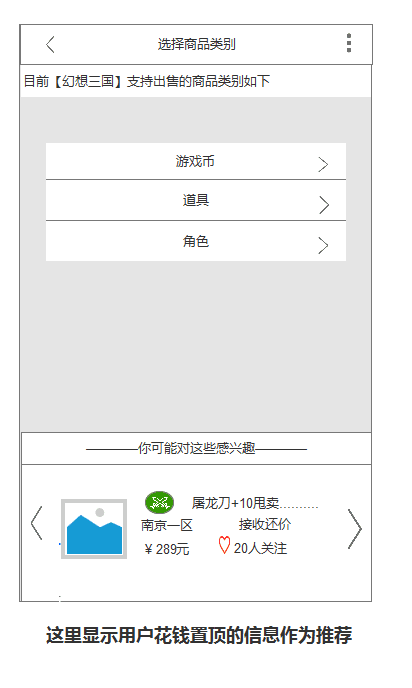 选择商品类别
目前【幻想三国】支持出售的商品类别如下
游戏币
道具
角色
————你可能对这些感兴趣————
屠龙刀+10甩卖..........
南京一区 接收还价
¥ 289元 20人关注
这里显示用户花钱置顶的信息作为推荐